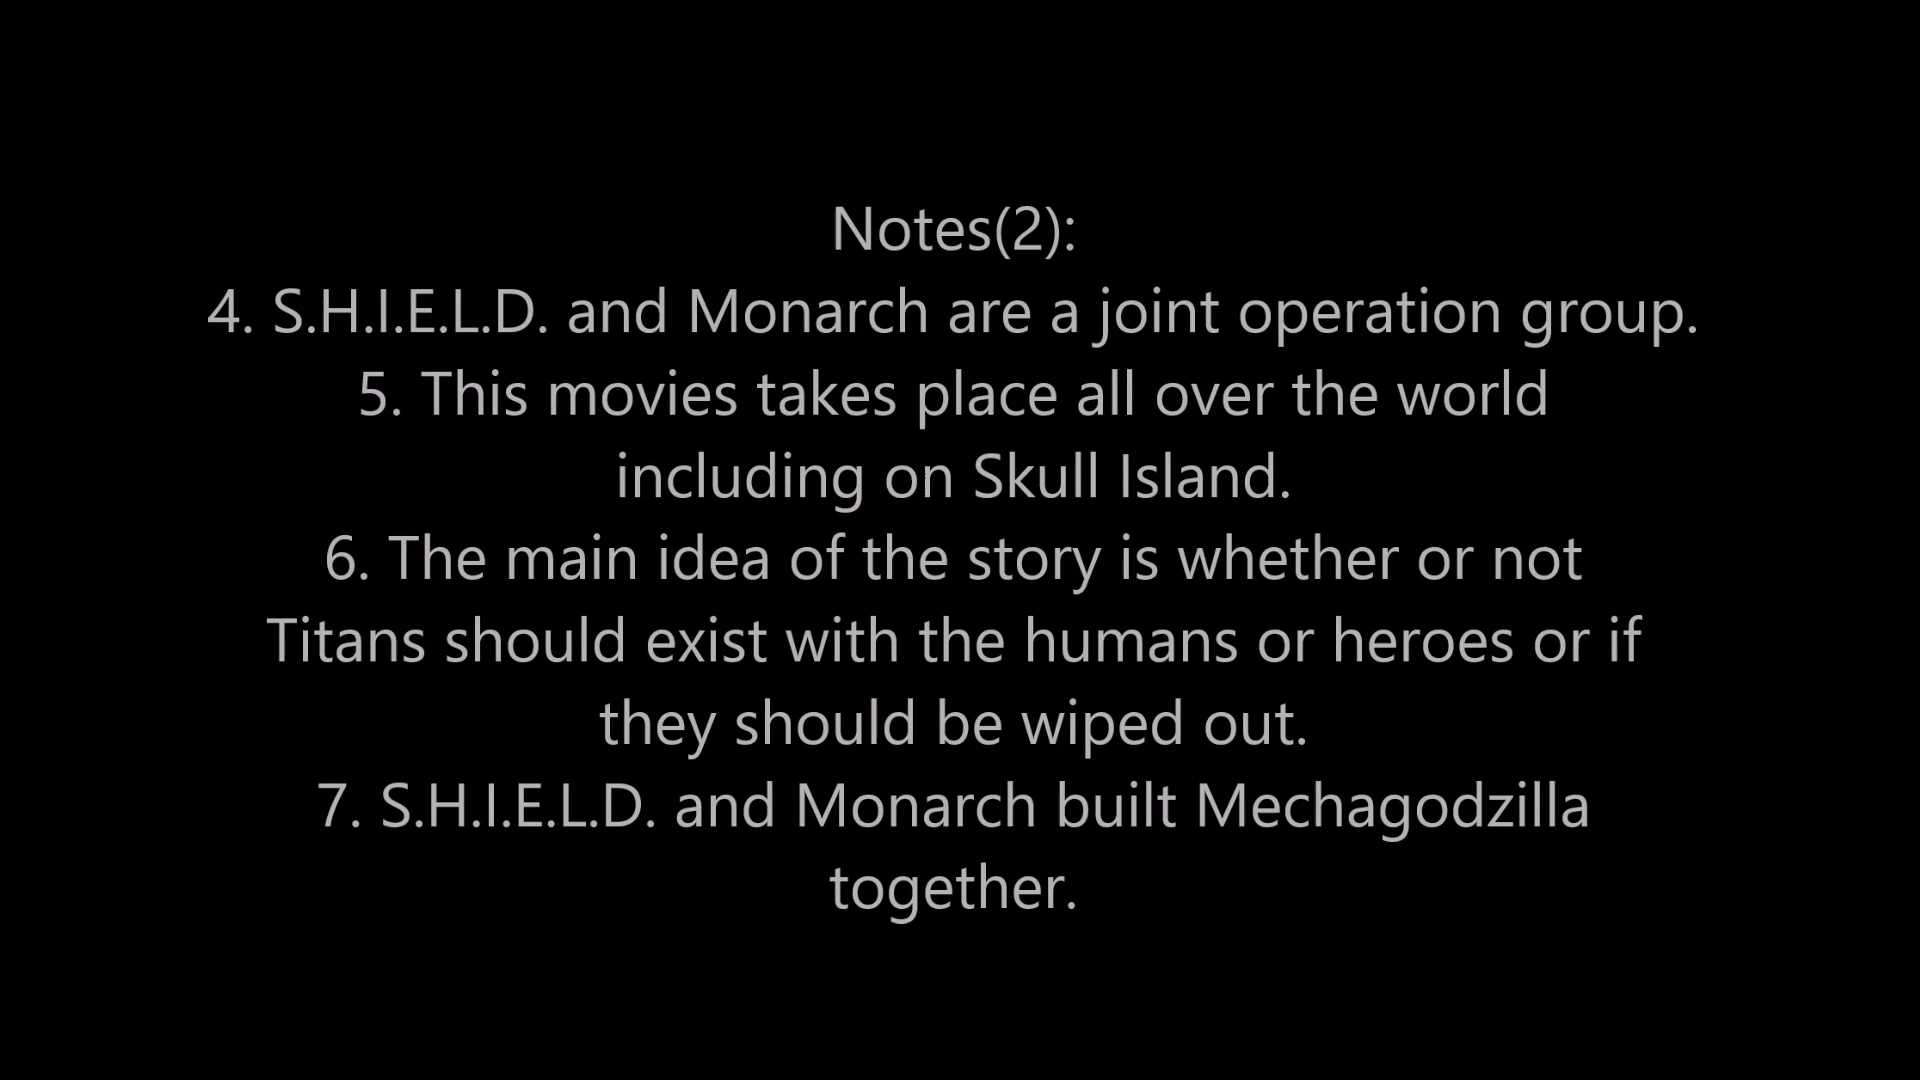 Notes(2):
4. S.H.I.E.L.D. and Monarch are a joint operation group.
5. This movies takes place all over the world
including on Skull Island.
6. The main idea of the story is whether or not
Titans should exist with the humans or heroes or if
they should be wiped out.
7. S.H.I.E.L.D. and Monarch built Mechagodzilla
together.